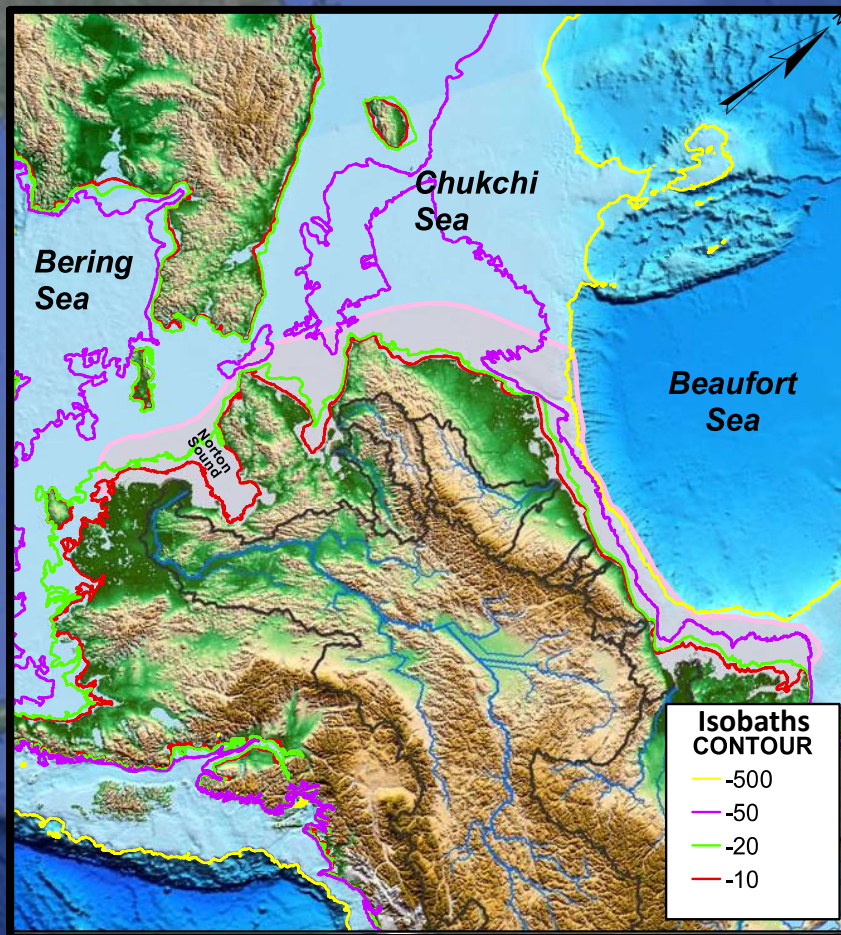 N
Chukchi
Sea
Bering
Sea
Beaufort
Sea
Norton
Sound
Isobaths
CONTOUR
-500
-50
-20
-10